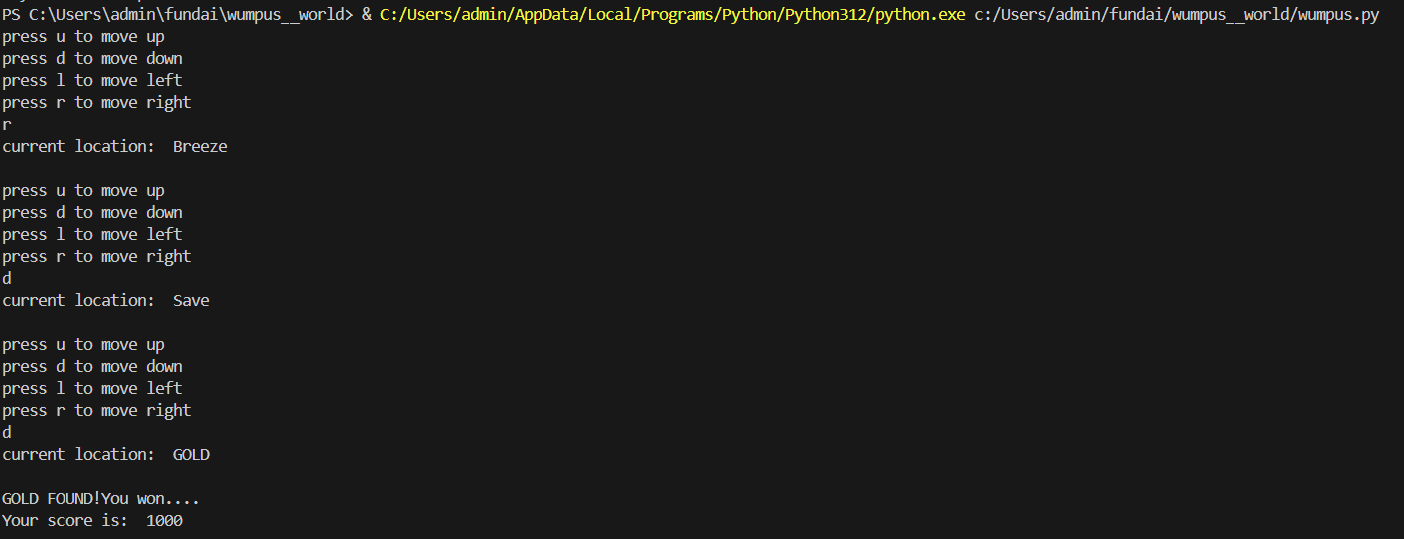 PS C:\Users\admin\fundai\wumpus__world> & C:/Users/admin/AppData/Local/Programs/Python/Python312/python.exe c:/Users/admin/fundai/wumpus__world/wumpus.py
press u to move up
press d to move down
press l to move left
press r to move right
r
current location:  Breeze
press u to move up
press d to move down
press l to move left
press r to move right
d
current location:  Save
press u to move up
press d to move down
press l to move left
press r to move right
d
current location:  GOLD
GOLD FOUND!You won....
Your score is:  1000